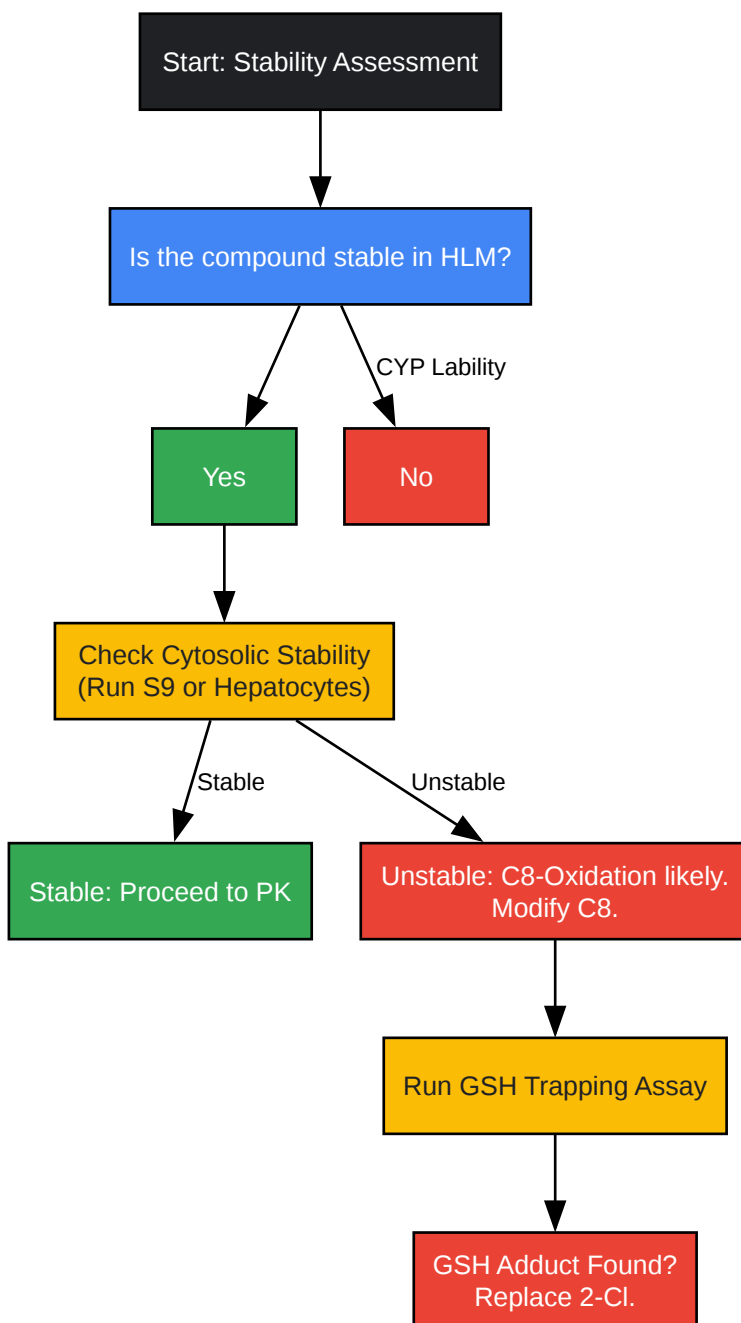 Start: Stability Assessment
Is the compound stable in HLM?
CYP Lability
Yes
No
Check Cytosolic Stability
(Run S9 or Hepatocytes)
Stable
Unstable
Stable: Proceed to PK
Unstable: C8-Oxidation likely.
Modify C8.
Run GSH Trapping Assay
GSH Adduct Found?
Replace 2-Cl.